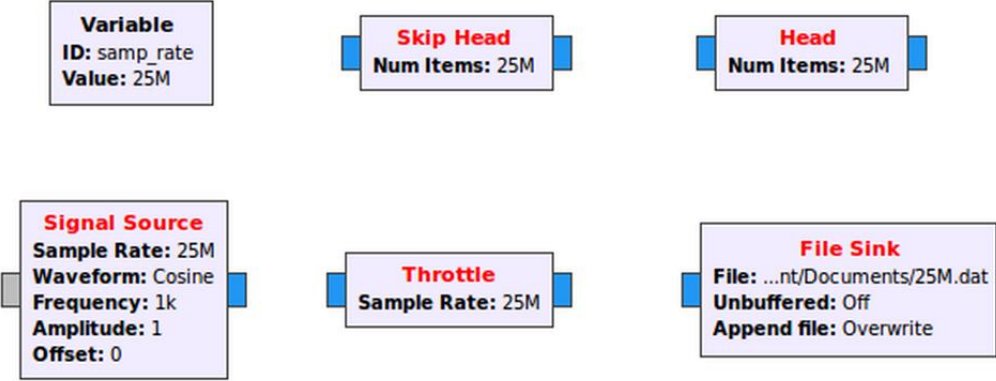 Variable
ID: samp_rate
Value: 25M
Skip Head
Num Items: 25M
Head
Num Items: 25M
Signal Source
Sample Rate: 25M
Waveform: Cosine
Frequency: 1k
Amplitude: 1
Offset: 0
Throttle
Sample Rate: 25M
File Sink
File: ...nt/Documents/25M.dat
Unbuffered: Off
Append file: Overwrite